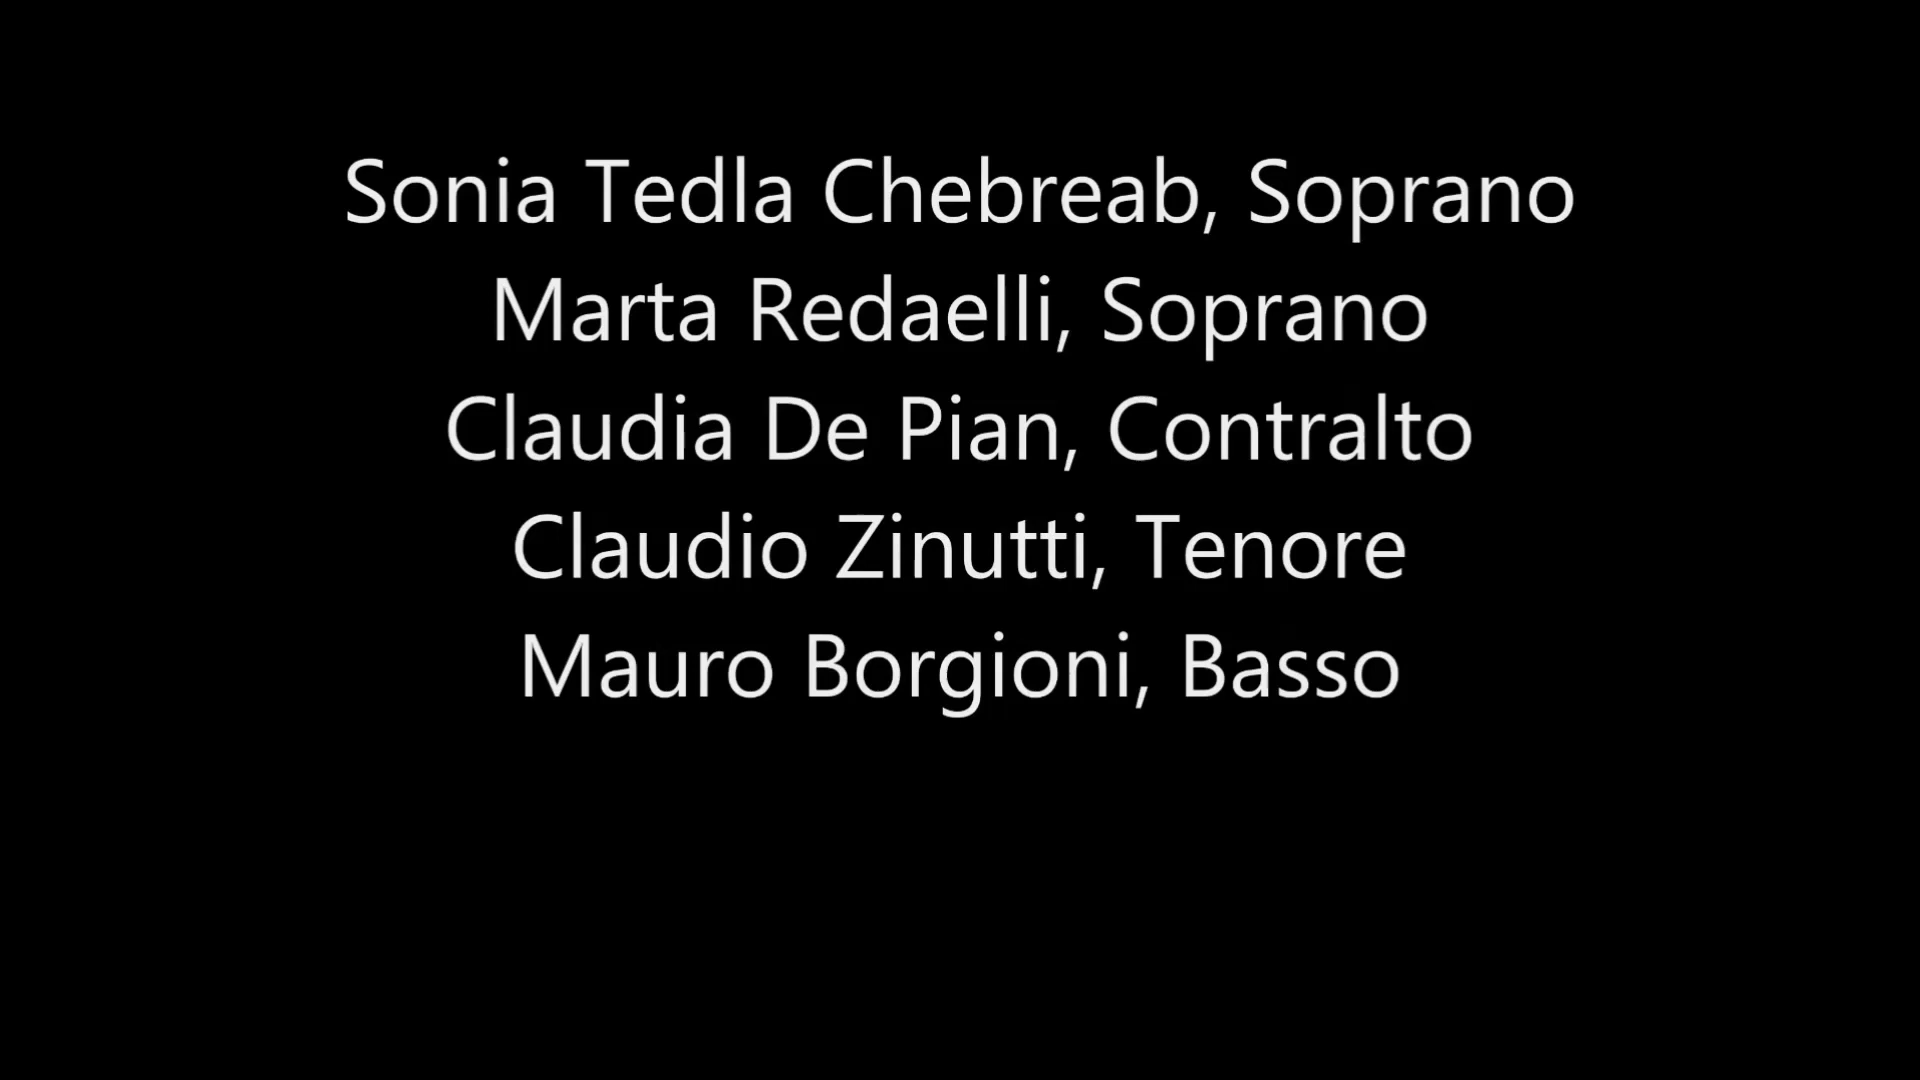 Sonia Tedla Chebreab, Soprano
Marta Redaelli, Soprano
Claudia De Pian, Contralto
Claudio Zinutti, Tenore
Mauro Borgioni, Basso